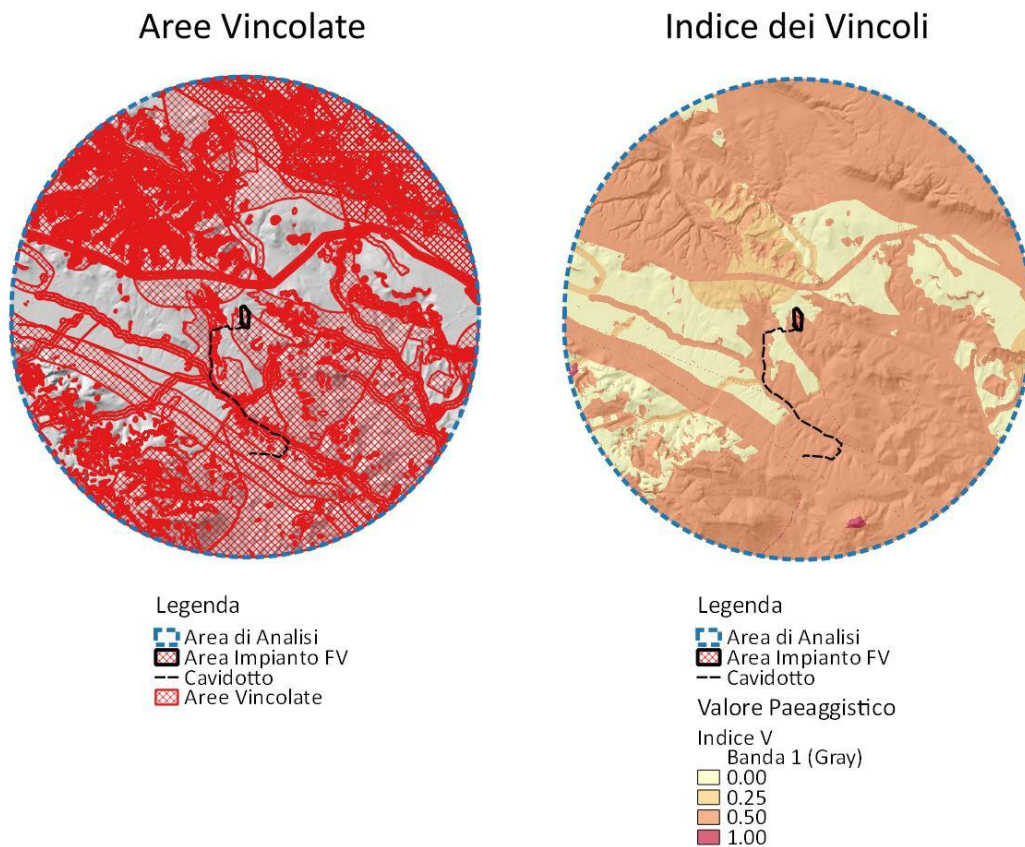 Aree Vincolate
Indice dei Vincoli
Legenda
Area di Analisi
Area Impianto FV
Cavidotto
Aree Vincolate
Legenda
Area di Analisi
Area Impianto FV
Cavidotto
Valore Paeaggistico
Indice V
Banda 1 (Gray)
0.00
0.25
0.50
1.00